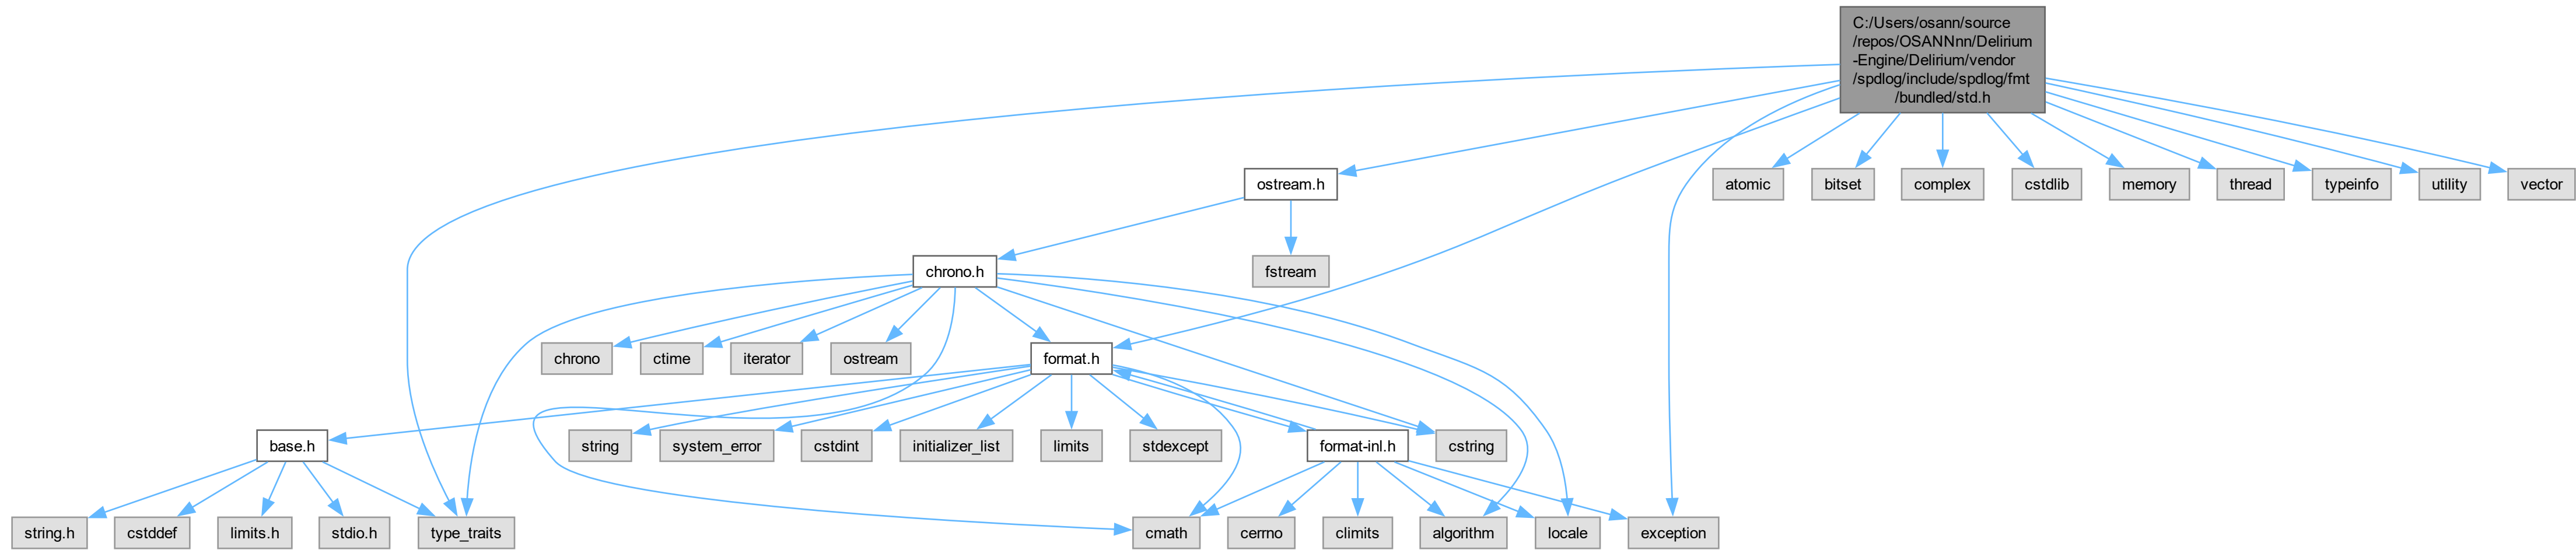 C:/Users/osann/source
/repos/OSANNnn/Delirium
-Engine/Delirium/vendor
/spdlog/include/spdlog/fmt
/bundled/std.h
ostream.h
atomic
bitset
complex
cstdlib
memory
thread
typeinfo
utility
vector
chrono.h
fstream
chrono
ctime
iterator
ostream
format.h
base.h
string
system_error
cstdint
initializer_list
limits
stdexcept
format-inl.h
cstring
string.h
cstddef
limits.h
stdio.h
type_traits
cmath
cerrno
climits
algorithm
locale
exception